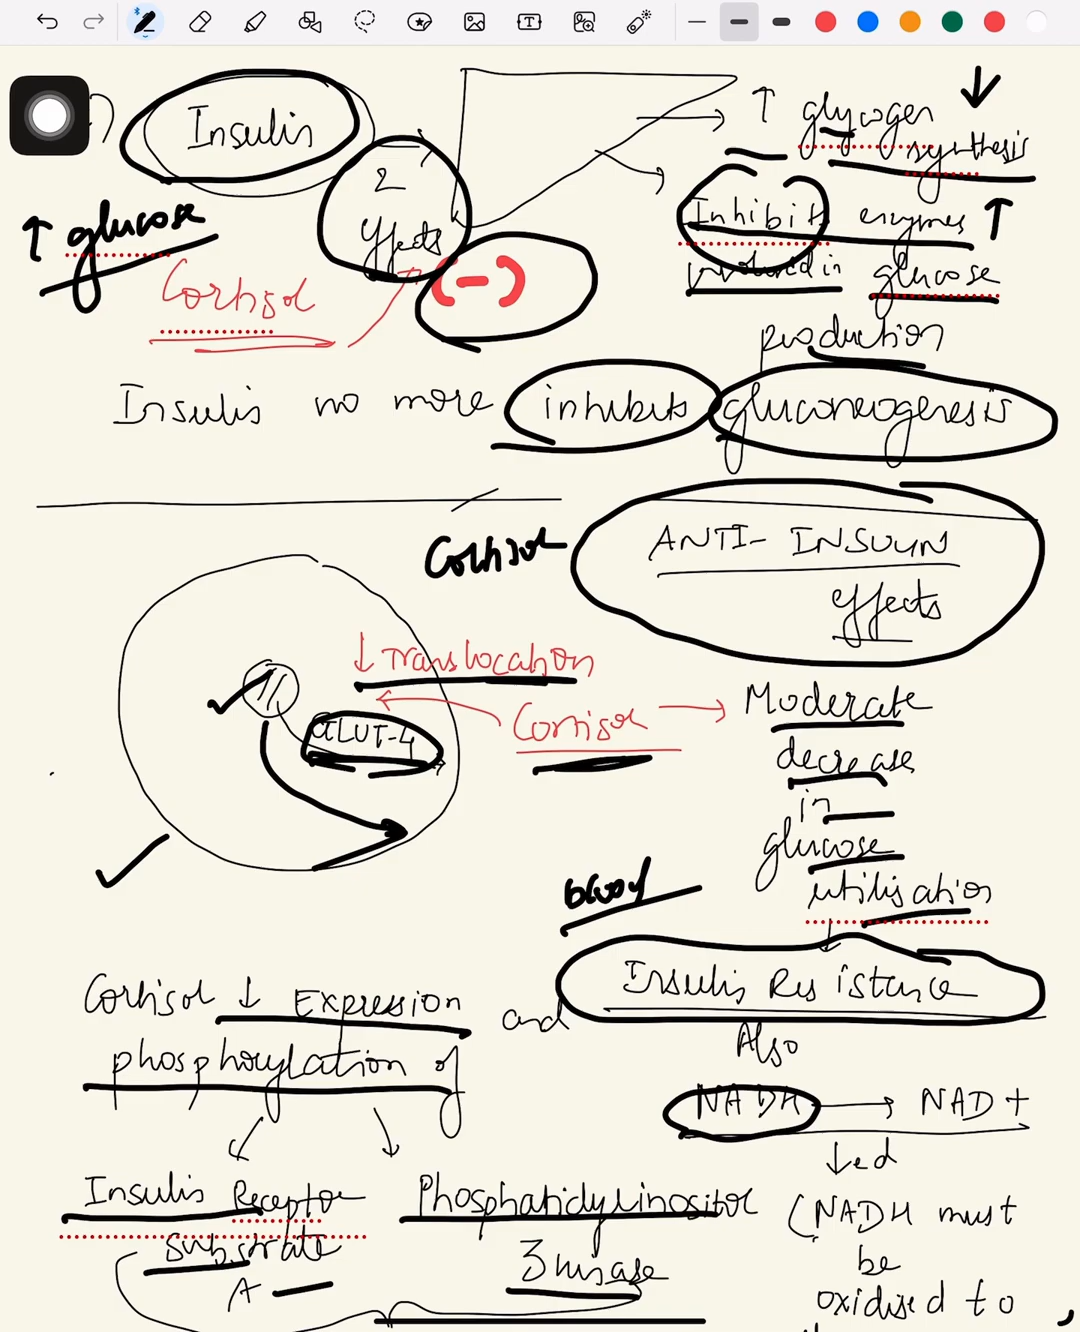 Insulin
2
effects
↑ glycogen ↓
synthesis
Inhibit enzymes ↑
involved in glucose
production
↑ glucose
Cortisol
(-)
Insulin no more inhibits gluconeogenesis
Cortisol
ANTI-INSULIN
effects
↓ translocation
GLUT-4
Cortisol → Moderate
decrease
in
glucose
utilisation
↓
blood
Insulin Resistance
Cortisol ↓ Expression and
phosphorylation of
Insulin Receptor
substrate
Phosphatidylinositol
3 kinase
Also
NADH → NAD+
↓ed
(NADH must
be
oxidised to